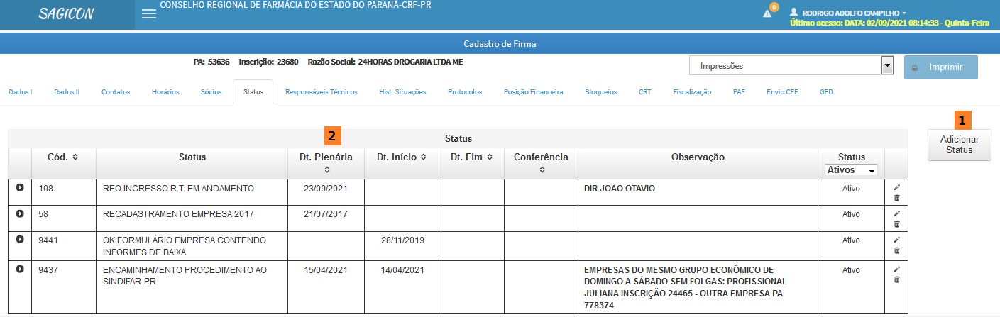 SAGICON
CONSELHO REGIONAL DE FARMÁCIA DO ESTADO DO PARANÁ-CRF-PR
0
RODRIGO ADOLFO CAMPILHO
Último acesso: DATA: 02/09/2021 08:14:33 - Quinta-Feira
Cadastro de Firma
PA: 53636 Inscrição: 23680 Razão Social: 24HORAS DROGARIA LTDA ME
Impressões
Imprimir
Dados I Dados II Contatos Horários Sócios Status Responsáveis Técnicos Hist. Situações Protocolos Posição Financeira Bloqueios CRT Fiscalização PAF Envio CFF GED
1
Adicionar
Status
2
Status
Cód. Status Dt. Plenária Dt. Início Dt. Fim Conferência Observação Status
Ativos
108 REQ.INGRESSO R.T. EM ANDAMENTO 23/09/2021 DIR JOAO OTAVIO Ativo
58 RECADASTRAMENTO EMPRESA 2017 21/07/2017 Ativo
9441 OK FORMULÁRIO EMPRESA CONTENDO 28/11/2019 Ativo
INFORMES DE BAIXA
9437 ENCAMINHAMENTO PROCEDIMENTO AO 15/04/2021 14/04/2021 EMPRESAS DO MESMO GRUPO ECONÔMICO DE Ativo
SINDIFAR-PR DOMINGO A SÁBADO SEM FOLGAS: PROFISSIONAL
JULIANA INSCRIÇÃO 24465 - OUTRA EMPRESA PA
778374